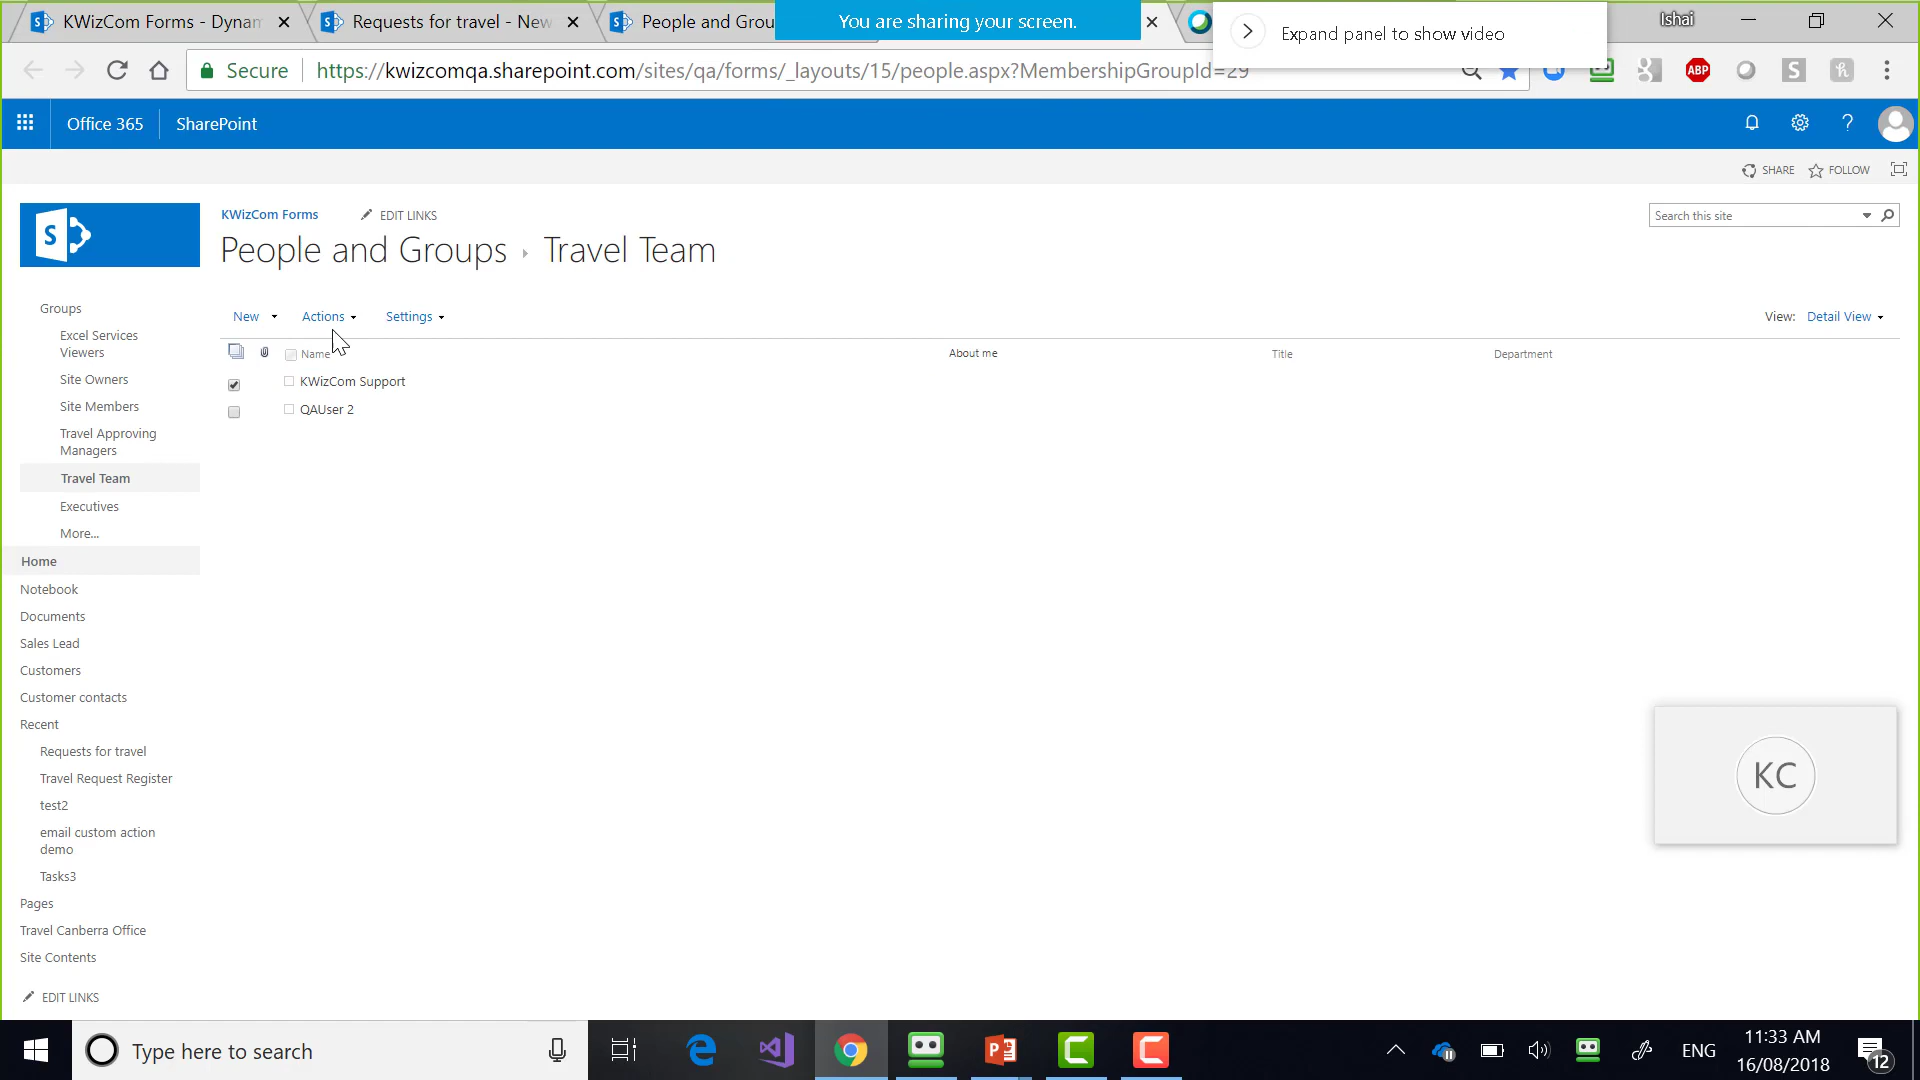 KWizCom Forms - Dynam
Requests for travel - New
People and Grou
You are sharing your screen.
Expand panel to show video
Ishai
Secure
https://kwizcomqa.sharepoint.com/sites/qa/forms/_layouts/15/people.aspx?MembershipGroupId=29
ABP
S
h
Office 365
SharePoint
?
SHARE
FOLLOW
S
KWizCom Forms
EDIT LINKS
Search this site
People and Groups
Travel Team
Groups
Excel Services
Viewers
Site Owners
Site Members
Travel Approving
Managers
Travel Team
Executives
More...
Home
Notebook
Documents
Sales Lead
Customers
Customer contacts
Recent
Requests for travel
Travel Request Register
test2
email custom action
demo
Tasks3
Pages
Travel Canberra Office
Site Contents
EDIT LINKS
New
Actions
Settings
View: Detail View
Name
About me
Title
Department
KWizCom Support
QAUser 2
KC
Type here to search
ENG
11:33 AM
16/08/2018
12